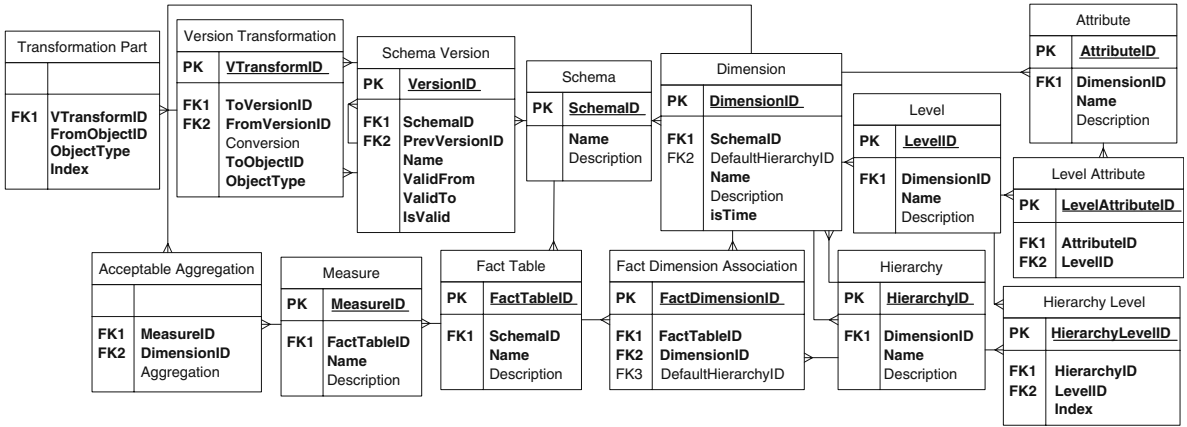 Transformation Part
FK1 VTransformID
FromObjectID
ObjectType
Index
Version Transformation
PK VTransformID
FK1 ToVersionID
FK2 FromVersionID
Conversion
ToObjectID
ObjectType
Schema Version
PK VersionID
FK1 SchemaID
FK2 PrevVersionID
Name
ValidFrom
ValidTo
IsValid
Schema
PK SchemaID
Name
Description
Dimension
PK DimensionID
FK1 SchemaID
FK2 DefaultHierarchyID
Name
Description
isTime
Level
PK LevelID
FK1 DimensionID
Name
Description
Attribute
PK AttributeID
FK1 DimensionID
Name
Description
Level Attribute
PK LevelAttributeID
FK1 AttributeID
FK2 LevelID
Acceptable Aggregation
FK1 MeasureID
FK2 DimensionID
Aggregation
Measure
PK MeasureID
FK1 FactTableID
Name
Description
Fact Table
PK FactTableID
FK1 SchemaID
Name
Description
Fact Dimension Association
PK FactDimensionID
FK1 FactTableID
FK2 DimensionID
FK3 DefaultHierarchyID
Hierarchy
PK HierarchyID
FK1 DimensionID
Name
Description
Hierarchy Level
PK HierarchyLevelID
FK1 HierarchyID
FK2 LevelID
Index